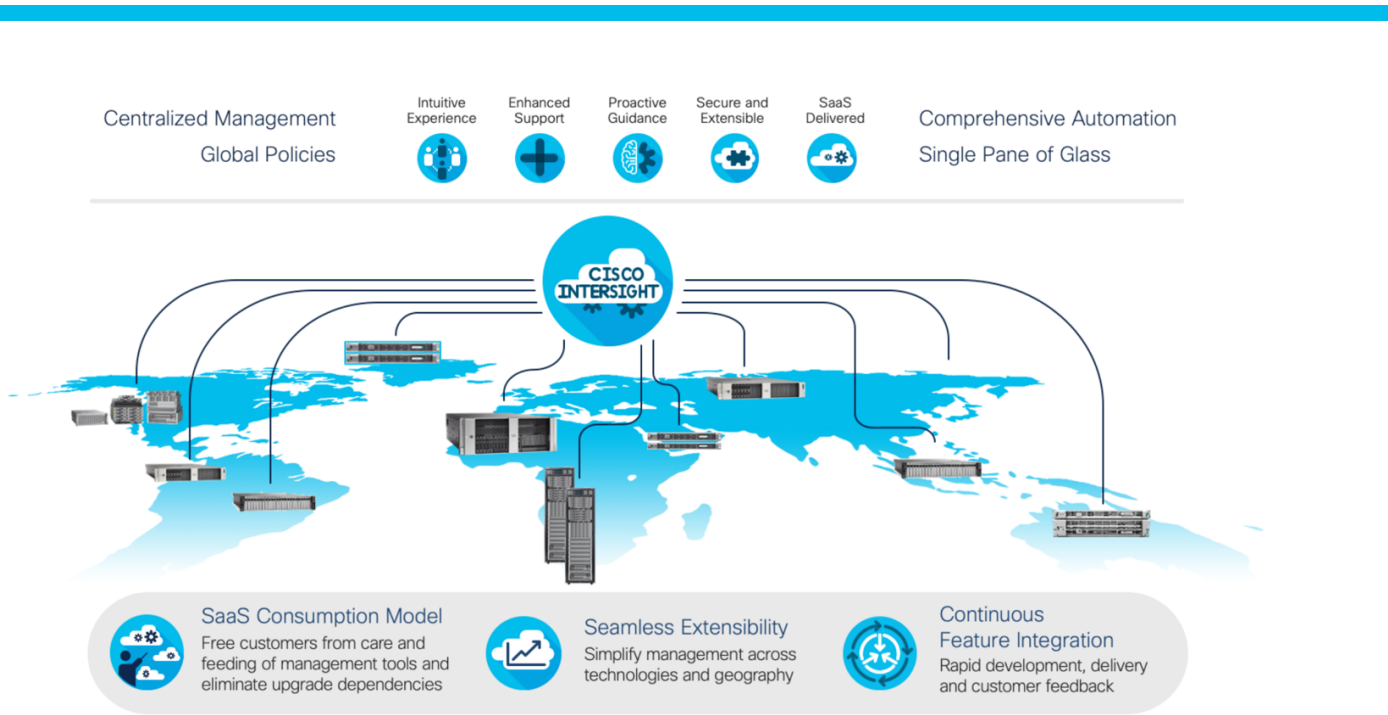 Centralized Management
Global Policies
Intuitive
Experience
Enhanced
Support
Proactive
Guidance
Secure and
Extensible
SaaS
Delivered
Comprehensive Automation
Single Pane of Glass
CISCO
INTERSIGHT
SaaS Consumption Model
Free customers from care and
feeding of management tools and
eliminate upgrade dependencies
Seamless Extensibility
Simplify management across
technologies and geography
Continuous
Feature Integration
Rapid development, delivery
and customer feedback